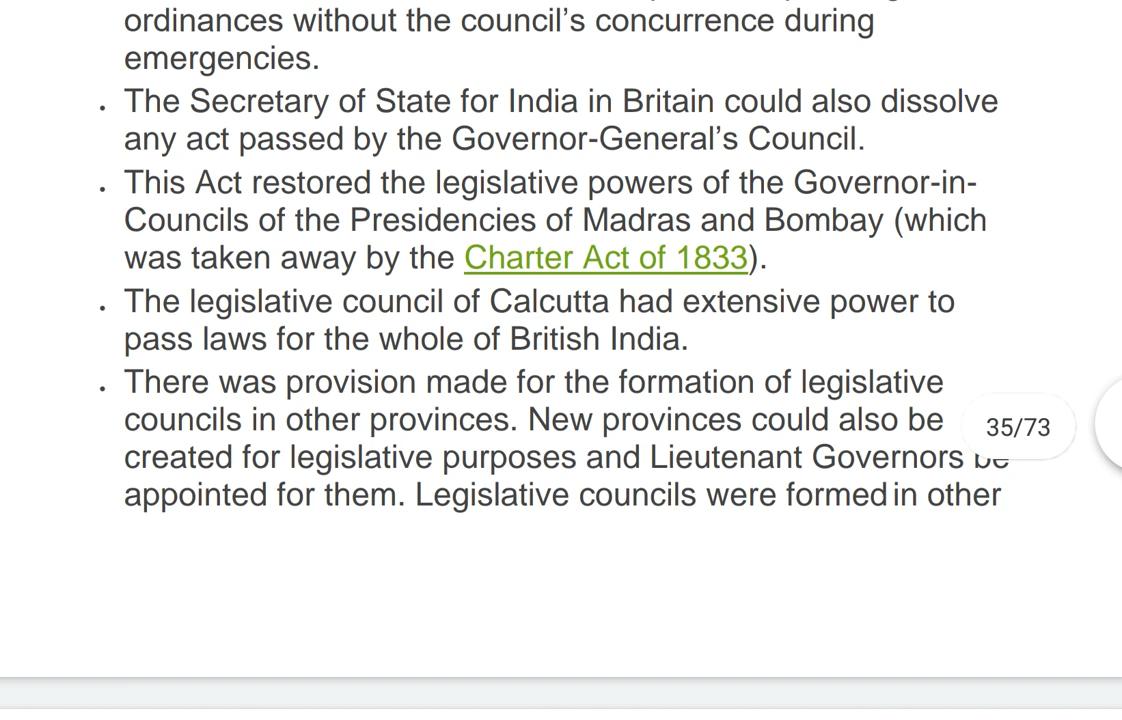 ordinances without the council’s concurrence during
emergencies.
• The Secretary of State for India in Britain could also dissolve
any act passed by the Governor-General’s Council.
• This Act restored the legislative powers of the Governor-in-
Councils of the Presidencies of Madras and Bombay (which
was taken away by the Charter Act of 1833).
• The legislative council of Calcutta had extensive power to
pass laws for the whole of British India.
• There was provision made for the formation of legislative
councils in other provinces. New provinces could also be
35/73
created for legislative purposes and Lieutenant Governors be
appointed for them. Legislative councils were formed in other